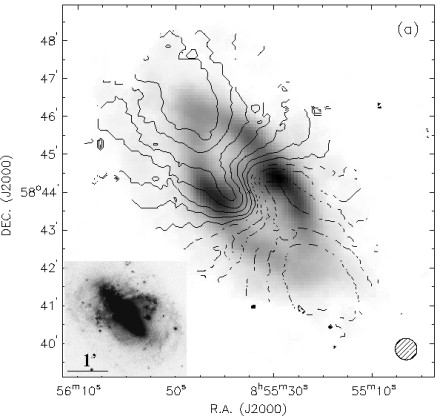 (a)
48'
47'
46'
45'
58°44'
43'
42'
41'
40'
DEC. (J2000)
1'
56ᵐ10ˢ 50ˢ 8ʰ55ᵐ30ˢ 55ᵐ10ˢ
R.A. (J2000)